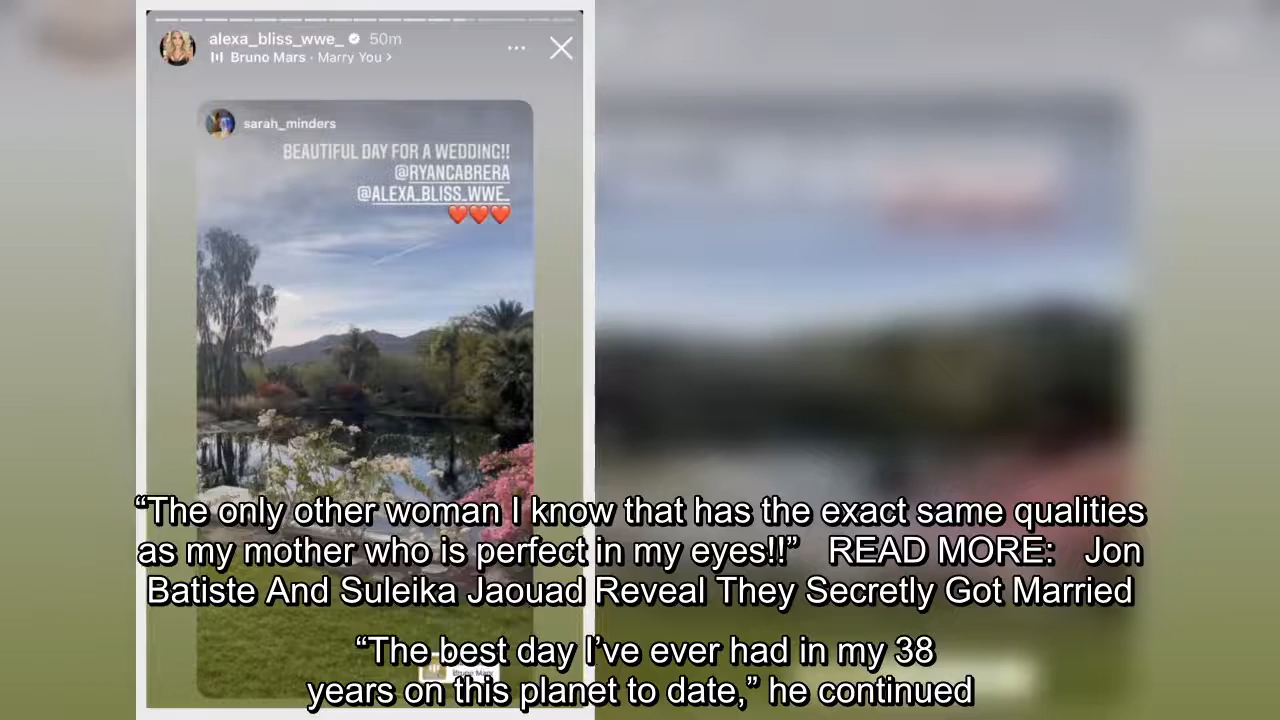 alexa_bliss_wwe_ 50m
Bruno Mars · Marry You >
sarah_minders
BEAUTIFUL DAY FOR A WEDDING!!
@RYANCABRERA
@ALEXA_BLISS_WWE_
“The only other woman I know that has the exact same qualities
as my mother who is perfect in my eyes!!” READ MORE: Jon
Batiste And Suleika Jaouad Reveal They Secretly Got Married
“The best day I’ve ever had in my 38
years on this planet to date,” he continued
Bruno Mars